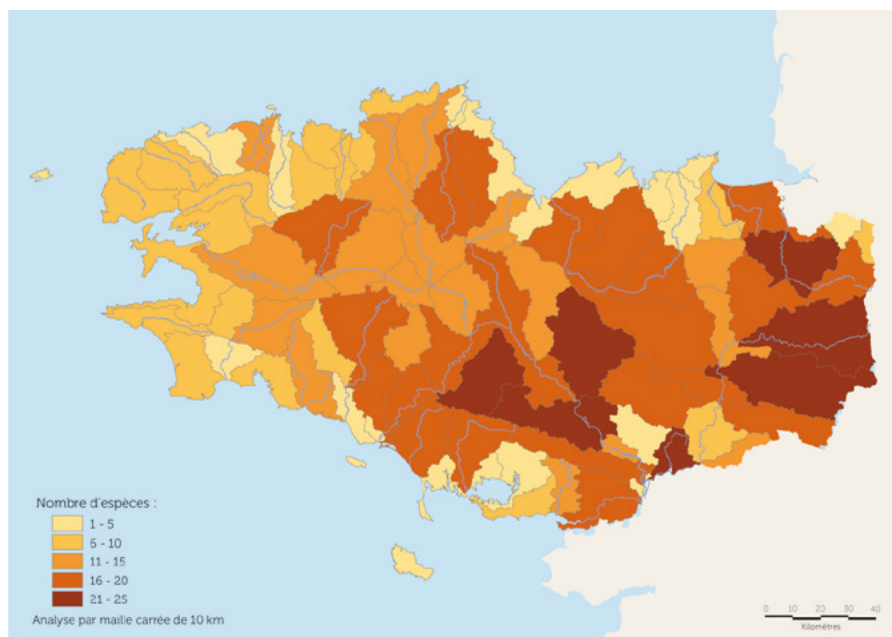 Nombre d'espèces :
1 - 5
6 - 10
11 - 15
16 - 20
21 - 25
Analyse par maille carrée de 10 km
0 10 20 30 40
Kilomètres